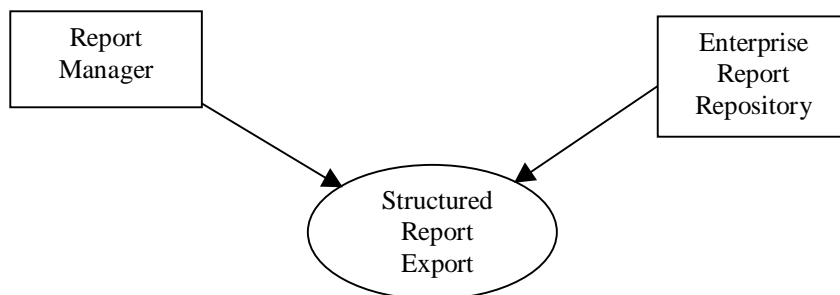 Report
Manager
Enterprise
Report
Repository
Structured
Report
Export